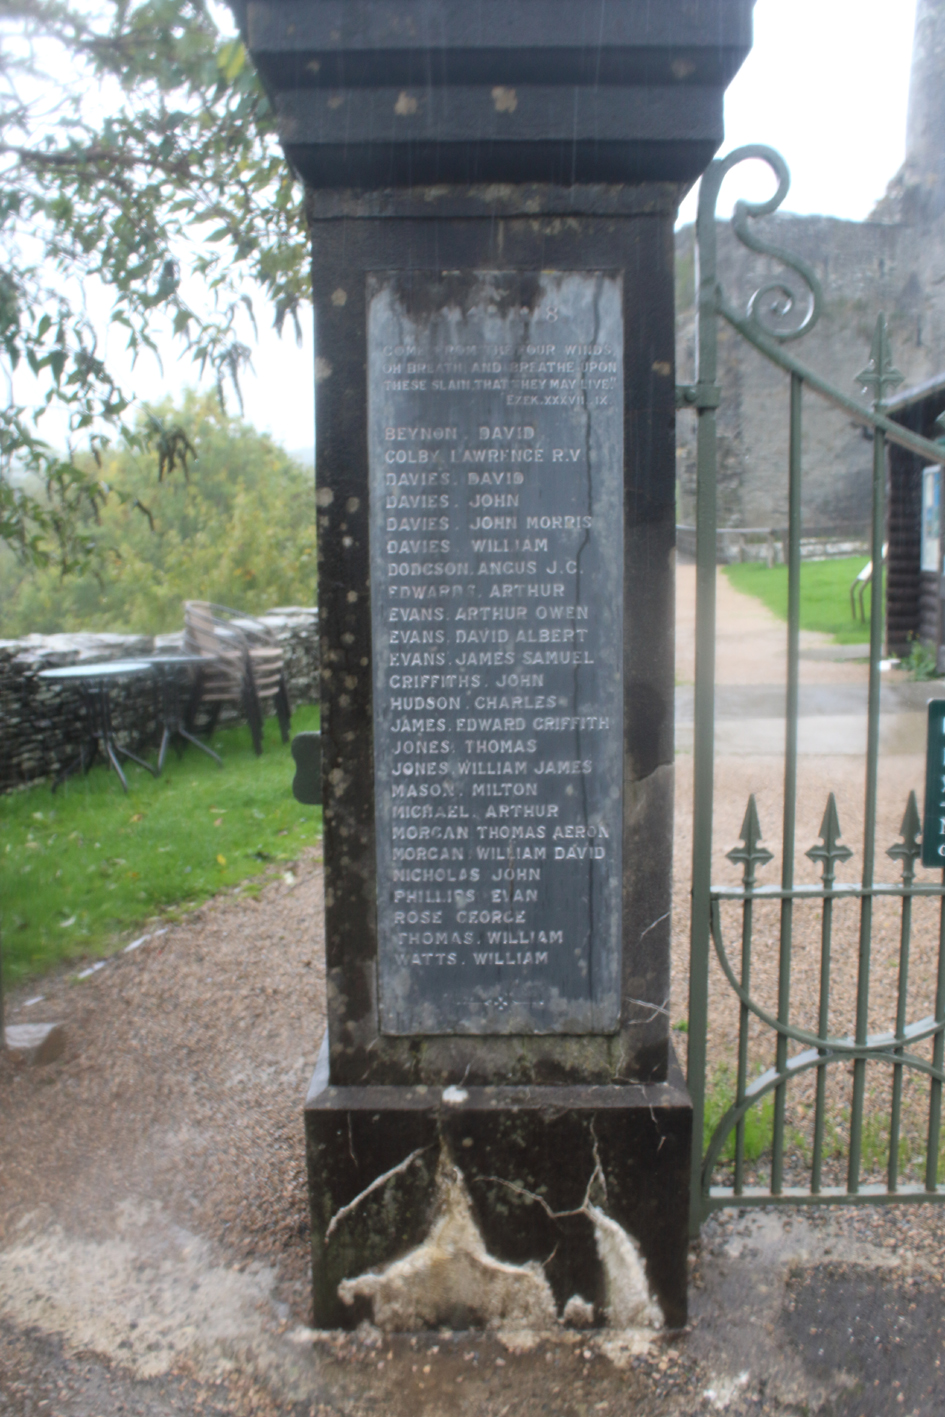 COME FROM THE FOUR WINDS,
OH BREATH, AND BREATHE UPON
THESE SLAIN, THAT THEY MAY LIVE."
EZEK. XXXVII. IX
BEYNON. DAVID
COLBY LAWRENCE R.V.
DAVIES. DAVID
DAVIES. JOHN
DAVIES. JOHN MORRIS
DAVIES. WILLIAM
DODGSON. ANGUS J.G.
EDWARDS. ARTHUR
EVANS. ARTHUR OWEN
EVANS. DAVID ALBERT
EVANS. JAMES SAMUEL
GRIFFITHS. JOHN
HUDSON. CHARLES
JAMES. EDWARD GRIFFITH
JONES. THOMAS
JONES. WILLIAM JAMES
MASON. MILTON
MICHAEL. ARTHUR
MORGAN. THOMAS AERON
MORGAN. WILLIAM DAVID
NICHOLAS JOHN
PHILLIPS EVAN
ROSE GEORGE
THOMAS. WILLIAM
WATTS. WILLIAM